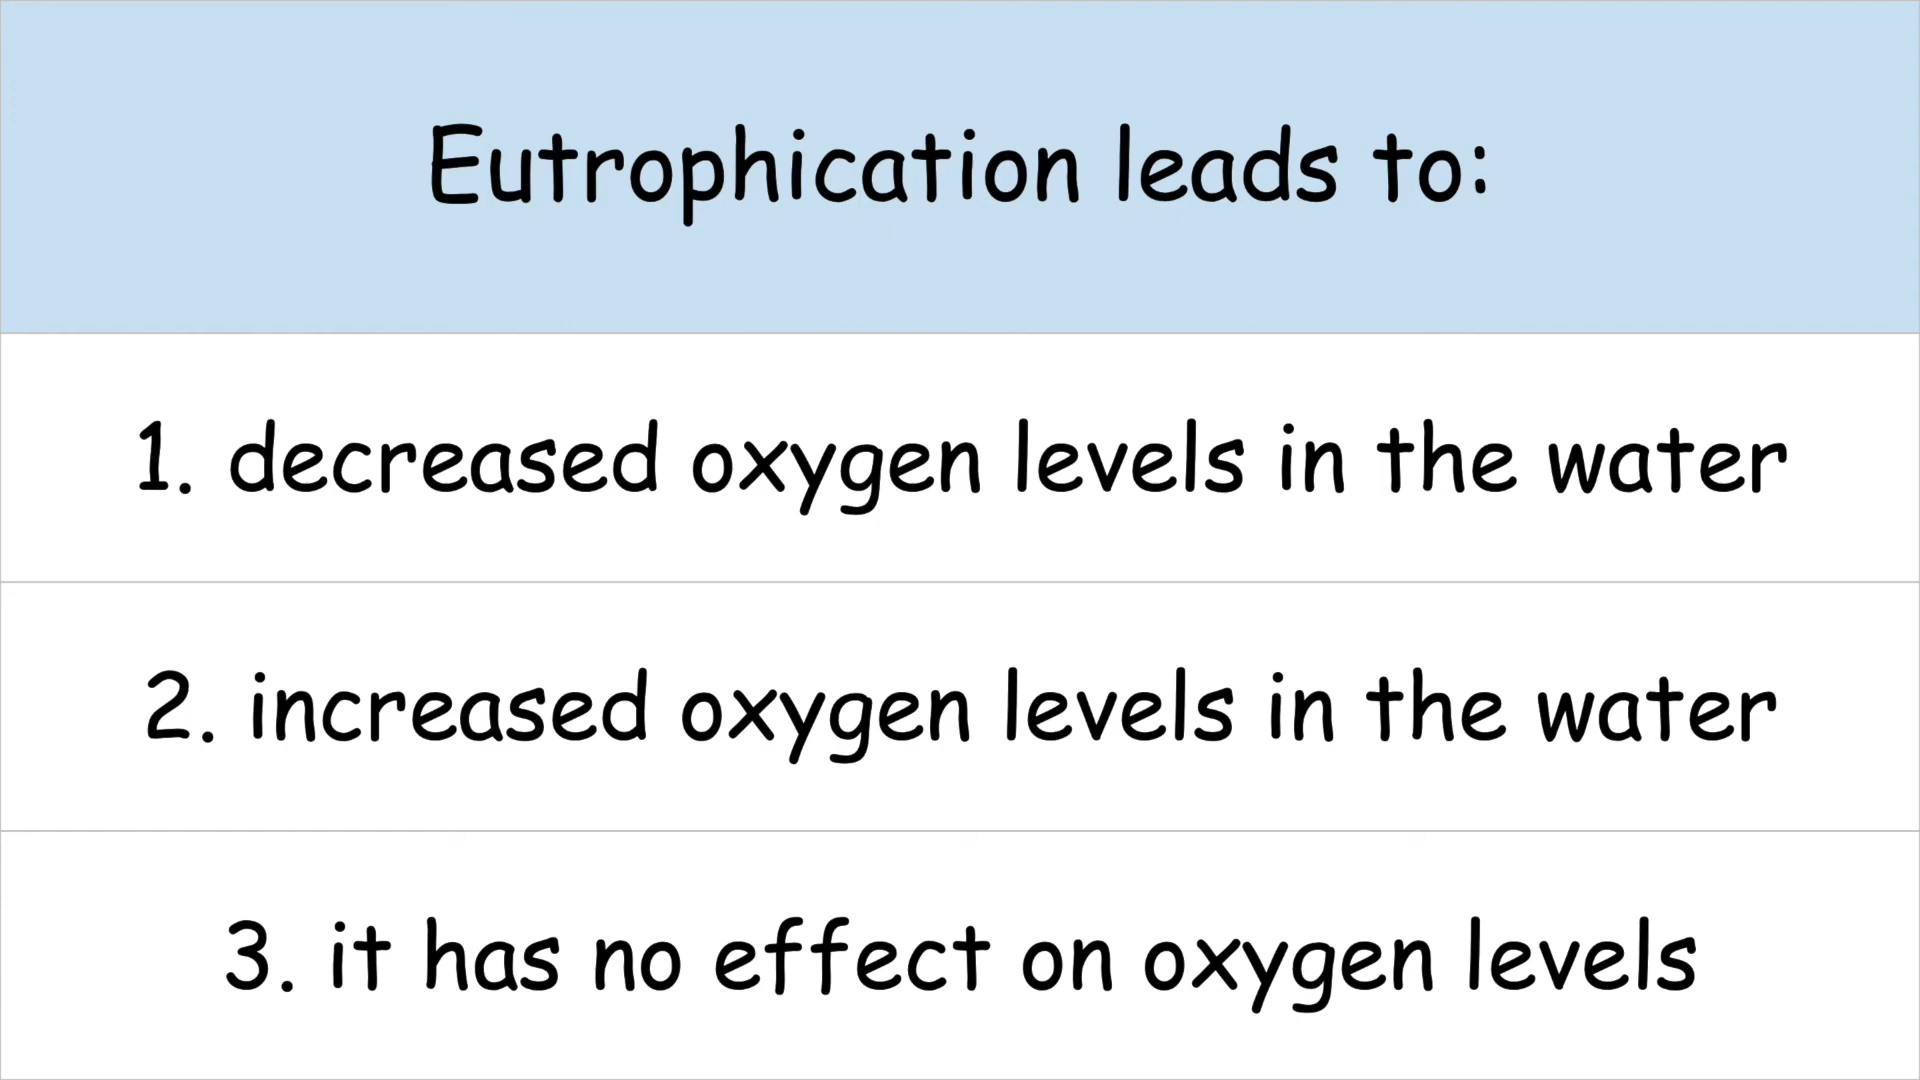 Eutrophication leads to:
1. decreased oxygen levels in the water
2. increased oxygen levels in the water
3. it has no effect on oxygen levels